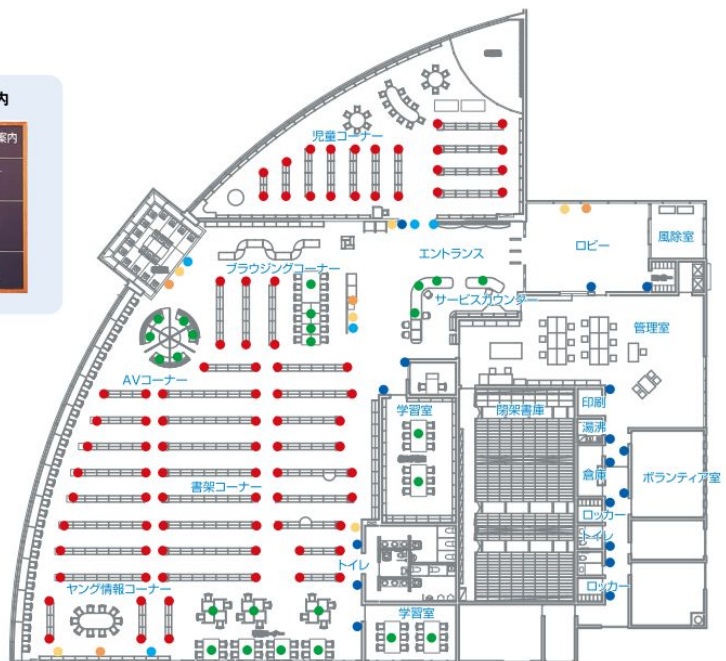 内
案内
児童コーナー
エントランス
ロビー
風除室
ブラウジングコーナー
サービスカウンター
管理室
AVコーナー
学習室
閉架書庫
印刷
湯沸
倉庫
ボランティア室
書架コーナー
ロッカー
トイレ
トイレ
ロッカー
ヤング情報コーナー
学習室